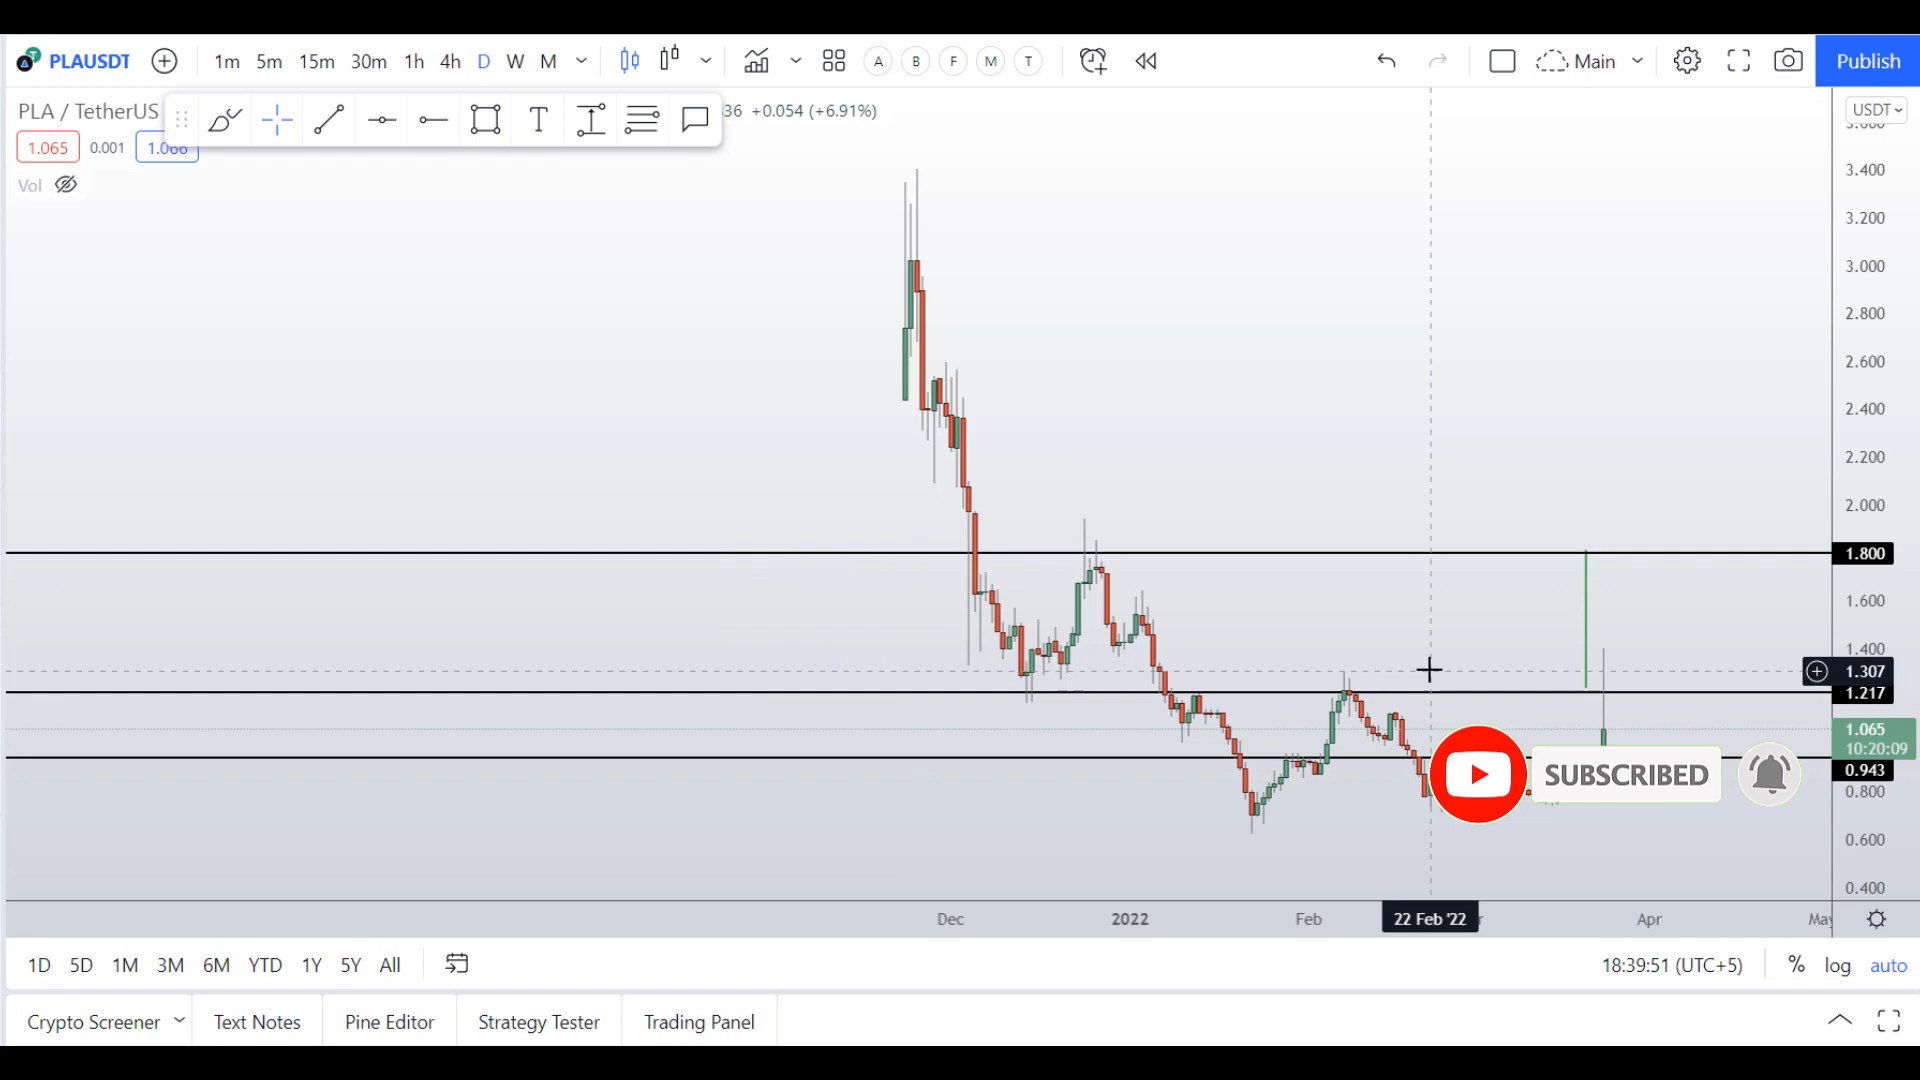 PLAUSDT 1m 5m 15m 30m 1h 4h D W M A B F M T Main Publish
PLA / TetherUS 36 +0.054 (+6.91%) USDT
1.065 0.001 1.066
Vol
3.400
3.200
3.000
2.800
2.600
2.400
2.200
2.000
1.800
1.600
1.400
1.307
1.217
1.065
10:20:09
0.943
SUBSCRIBED
0.800
0.600
0.400
Dec 2022 Feb 22 Feb '22 Apr May
1D 5D 1M 3M 6M YTD 1Y 5Y All 18:39:51 (UTC+5) % log auto
Crypto Screener Text Notes Pine Editor Strategy Tester Trading Panel